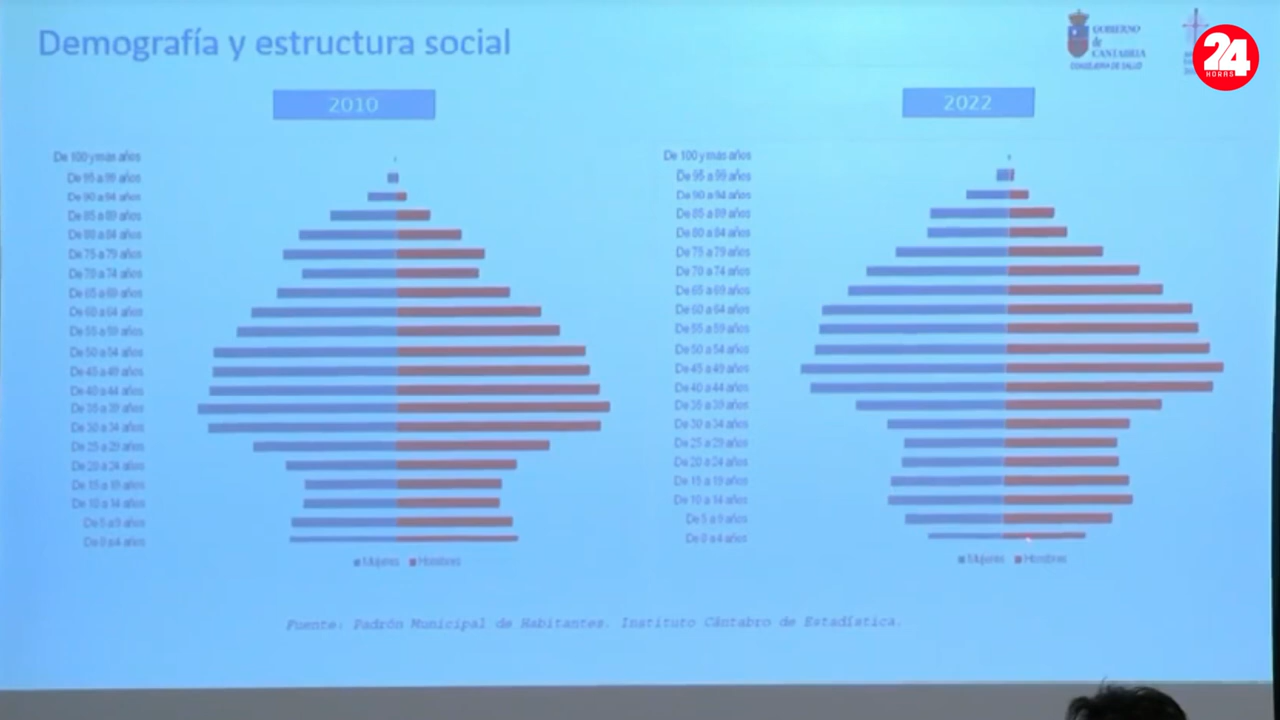 Demografía y estructura social
GOBIERNO
de
CANTABRIA
CONSEJERÍA DE SALUD
24
HORAS
2010
2022
De 100 y más años
De 95 a 99 años
De 90 a 94 años
De 85 a 89 años
De 80 a 84 años
De 75 a 79 años
De 70 a 74 años
De 65 a 69 años
De 60 a 64 años
De 55 a 59 años
De 50 a 54 años
De 45 a 49 años
De 40 a 44 años
De 35 a 39 años
De 30 a 34 años
De 25 a 29 años
De 20 a 24 años
De 15 a 19 años
De 10 a 14 años
De 5 a 9 años
De 0 a 4 años
Mujeres Hombres
De 100 y más años
De 95 a 99 años
De 90 a 94 años
De 85 a 89 años
De 80 a 84 años
De 75 a 79 años
De 70 a 74 años
De 65 a 69 años
De 60 a 64 años
De 55 a 59 años
De 50 a 54 años
De 45 a 49 años
De 40 a 44 años
De 35 a 39 años
De 30 a 34 años
De 25 a 29 años
De 20 a 24 años
De 15 a 19 años
De 10 a 14 años
De 5 a 9 años
De 0 a 4 años
Mujeres Hombres
Fuente: Padrón Municipal de Habitantes. Instituto Cántabro de Estadística.